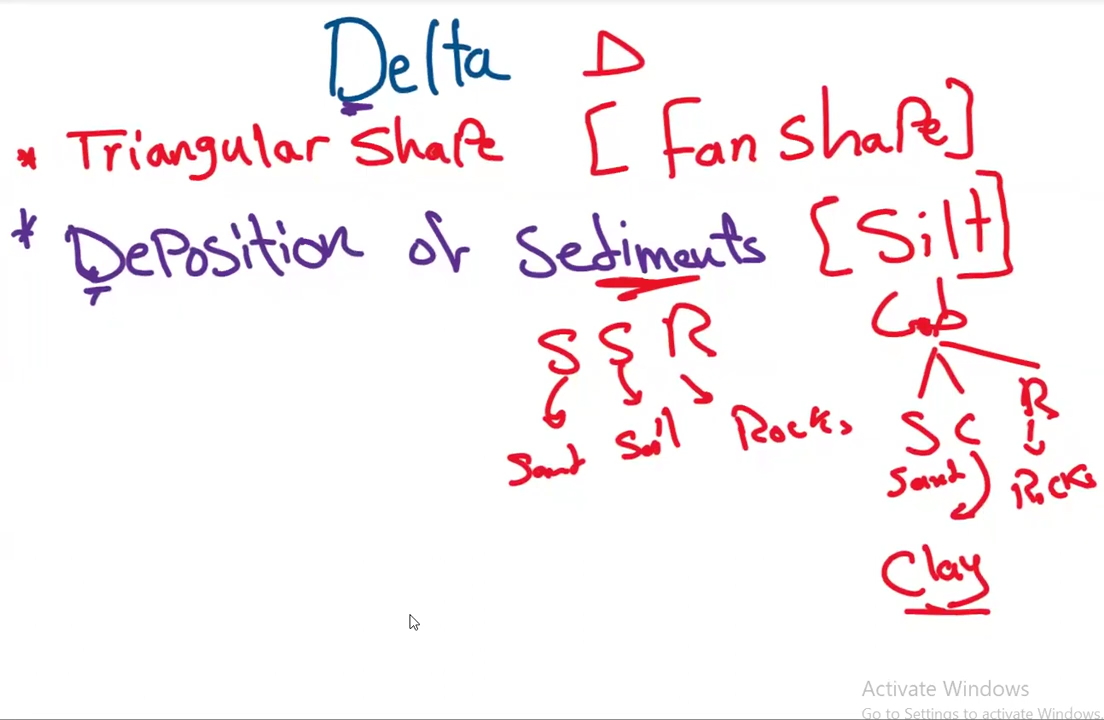 Delta D
* Triangular Shape [Fan Shape]
* Deposition of Sediments [Silt]
S S R
Sand Soil Rocks
S C R
Sand Rocks
Clay
Activate Windows
Go to Settings to activate Windows.